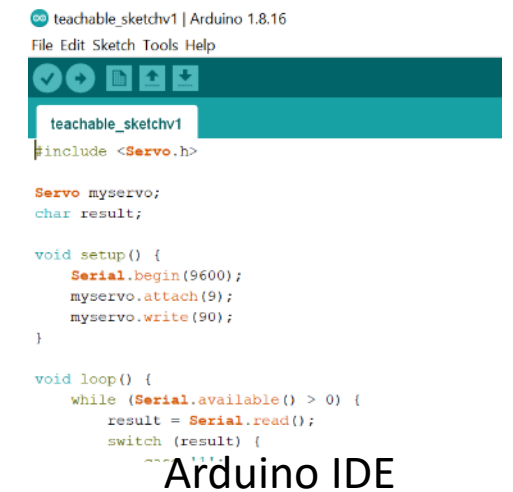 teachable_sketchv1 | Arduino 1.8.16
File Edit Sketch Tools Help
teachable_sketchv1
#include <Servo.h>
Servo myservo;
char result;
void setup() {
    Serial.begin(9600);
    myservo.attach(9);
    myservo.write(90);
}
void loop() {
    while (Serial.available() > 0) {
        result = Serial.read();
        switch (result) {
Arduino IDE